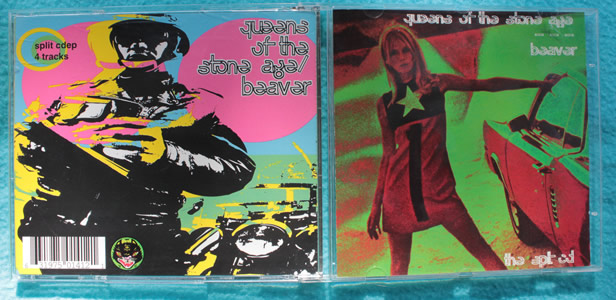 split cdep
4 tracks
queens
of the
stone age/
beaver
queens of the stone age
beaver
the split cd